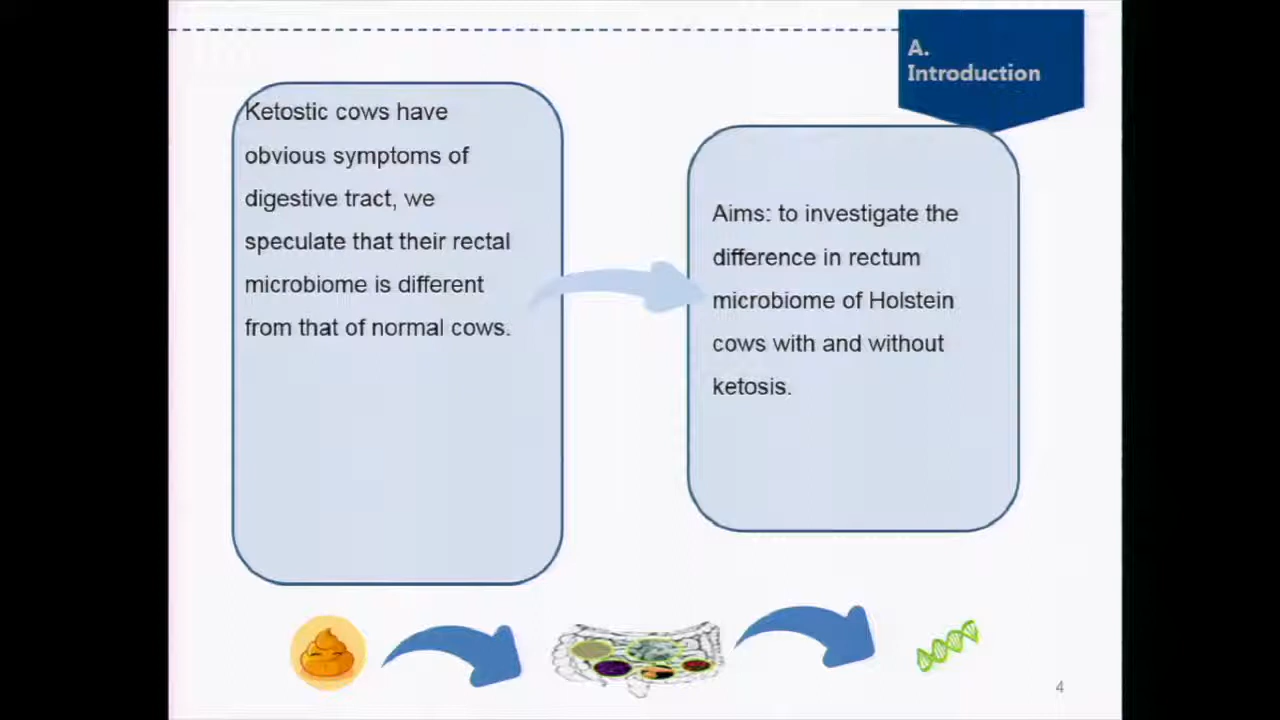 A.
Introduction
Ketostic cows have
obvious symptoms of
digestive tract, we
speculate that their rectal
microbiome is different
from that of normal cows.
Aims: to investigate the
difference in rectum
microbiome of Holstein
cows with and without
ketosis.
4